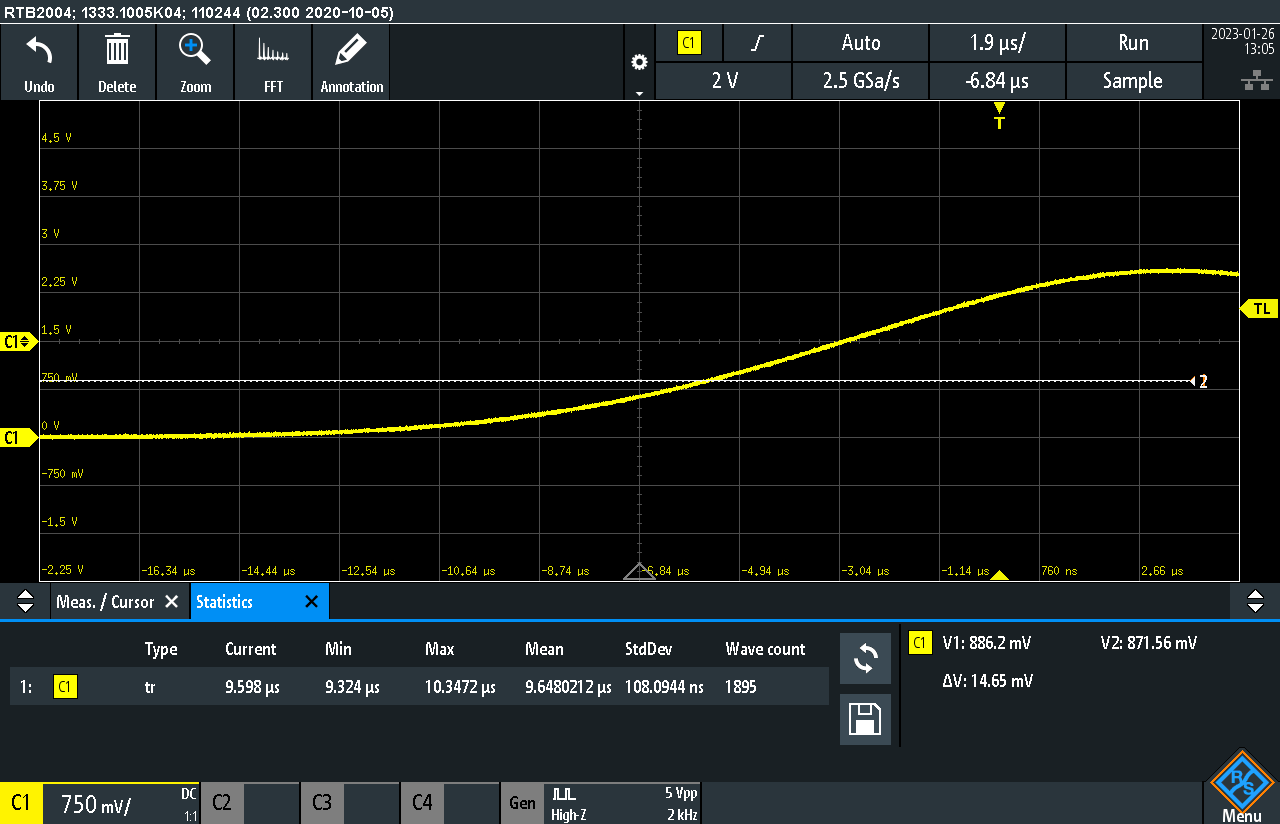 RTB2004; 1333.1005K04; 110244 (02.300 2020-10-05)
Undo Delete Zoom FFT Annotation
C1 Auto 1.9 µs/ Run
2 V 2.5 GSa/s -6.84 µs Sample
2023-01-26
13:05
T
4.5 V
3.75 V
3 V
2.25 V
TL
1.5 V
C1
750 mV
2
0 V
C1
-750 mV
-1.5 V
-2.25 V -16.34 µs -14.44 µs -12.54 µs -10.64 µs -8.74 µs -6.84 µs -4.94 µs -3.04 µs -1.14 µs 760 ns 2.66 µs
Meas. / Cursor Statistics
Type Current Min Max Mean StdDev Wave count
1: C1 tr 9.598 µs 9.324 µs 10.3472 µs 9.6480212 µs 108.0944 ns 1895
C1 V1: 886.2 mV V2: 871.56 mV
ΔV: 14.65 mV
C1 750 mV/ DC
1:1
C2
C3
C4
Gen 5 Vpp
High-Z 2 kHz
R&S
Menu